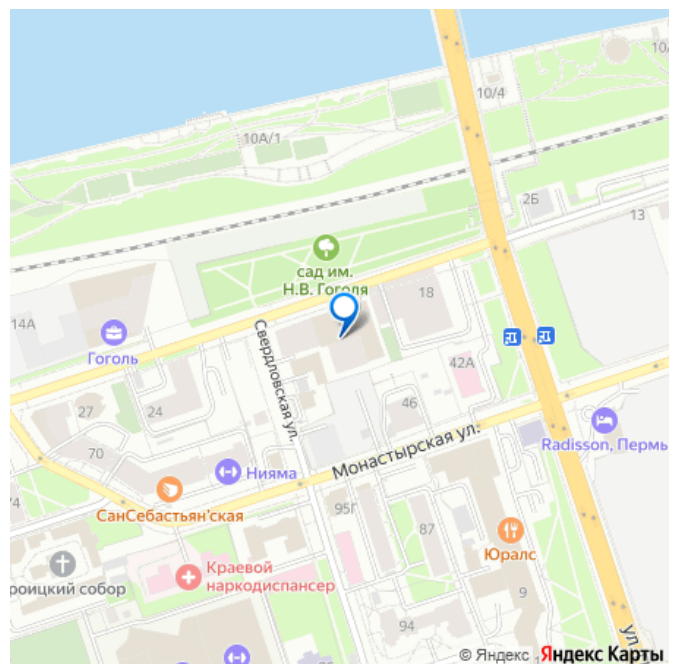 10/
10/4
10А/1
2Б
13
сад им.
Н.В. Гоголя
18
14А
Гоголь
Свердловская ул.
42А
27
24
46
Radisson, Пермь
70
Монастырская ул.
Нияма
74
СанСебастьян'ская
95Г
87
Юралс
Краевой
наркодиспансер
роицкий собор
9
94
ул
© Яндекс Яндекс Карты